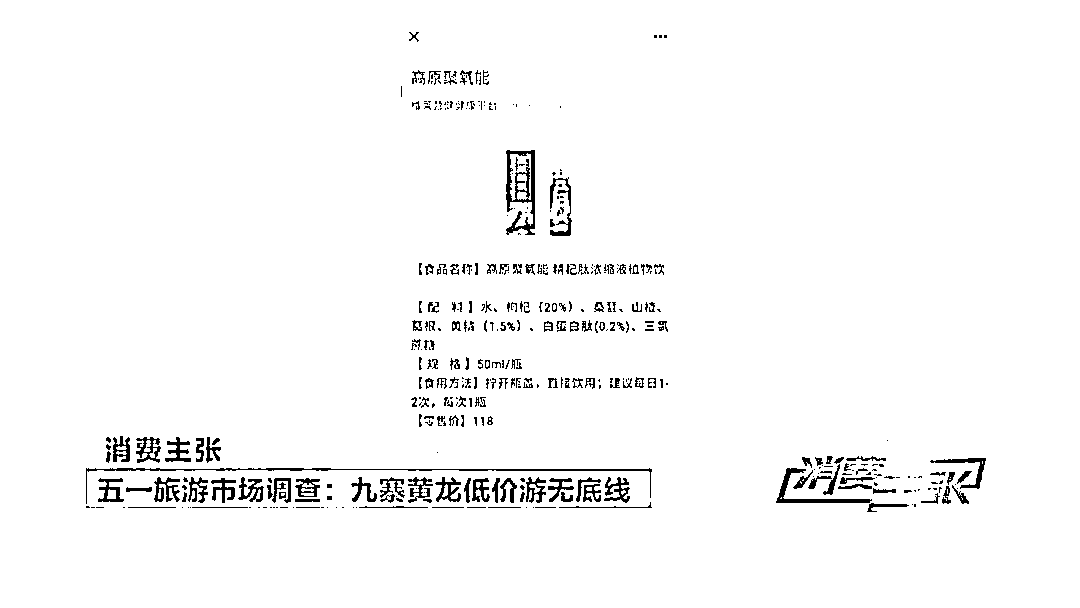 高原聚氧能
【食品名称】高原聚氧能 精杞肽浓缩液植物饮
【配 料】水、枸杞（20%）、桑葚、山楂、
葛根、黄精（1.5%）、白蛋白肽(0.2%)、三氯
蔗糖
【规 格】50ml/瓶
【食用方法】拧开瓶盖，直接饮用；建议每日1-
2次，每次1瓶
【零售价】118
消费主张
五一旅游市场调查：九寨黄龙低价游无底线
消费主张